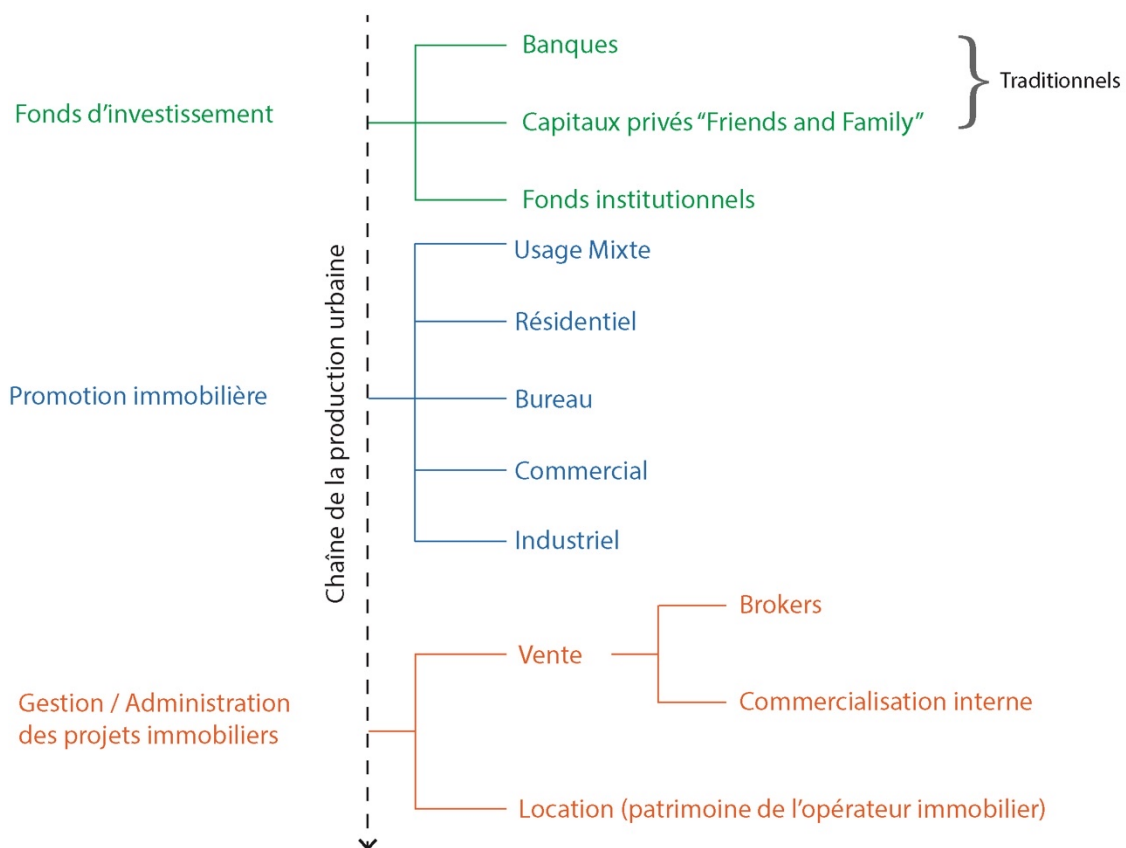 Banques
Traditionnels
Fonds d’investissement
Capitaux privés “Friends and Family”
Fonds institutionnels
Chaîne de la production urbaine
Usage Mixte
Résidentiel
Promotion immobilière
Bureau
Commercial
Industriel
Brokers
Vente
Gestion / Administration
des projets immobiliers
Commercialisation interne
Location (patrimoine de l’opérateur immobilier)